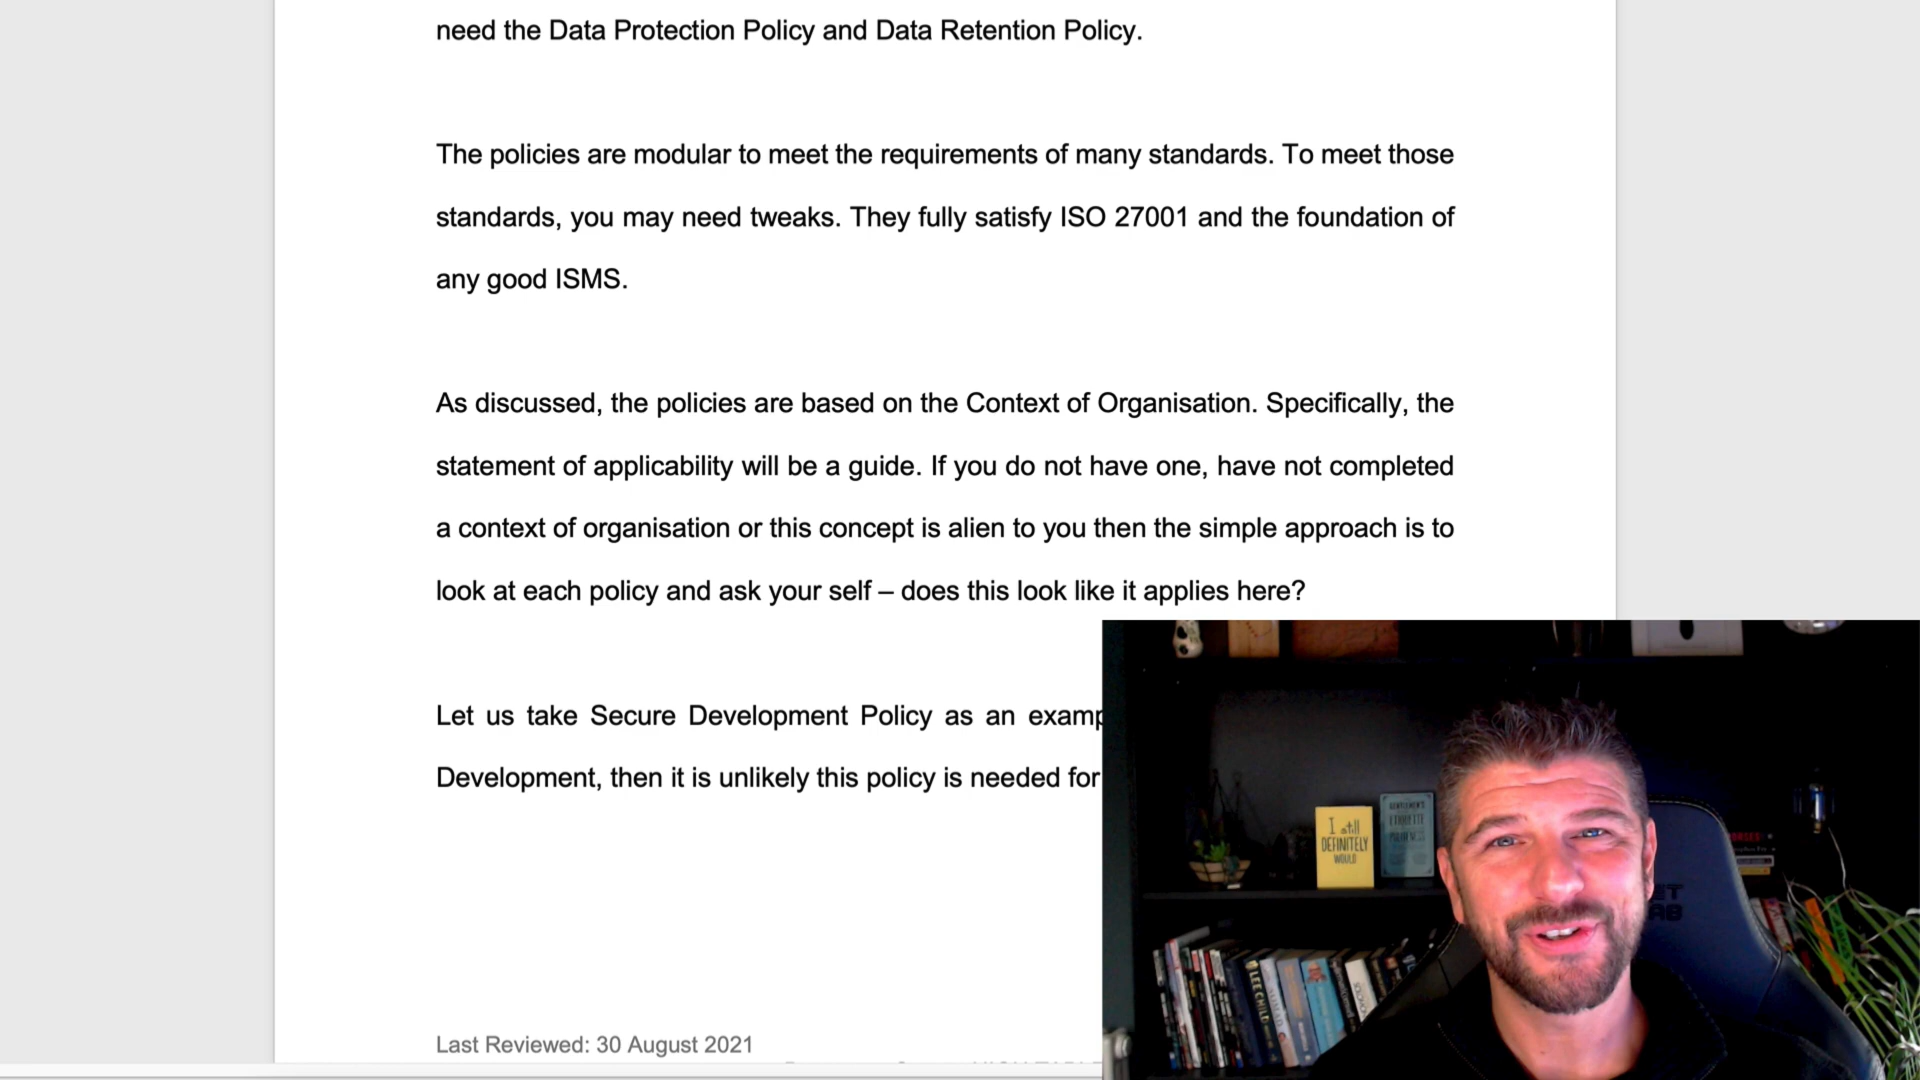 need the Data Protection Policy and Data Retention Policy.
The policies are modular to meet the requirements of many standards. To meet those
standards, you may need tweaks. They fully satisfy ISO 27001 and the foundation of
any good ISMS.
As discussed, the policies are based on the Context of Organisation. Specifically, the
statement of applicability will be a guide. If you do not have one, have not completed
a context of organisation or this concept is alien to you then the simple approach is to
look at each policy and ask your self – does this look like it applies here?
Let us take Secure Development Policy as an examp
Development, then it is unlikely this policy is needed for
Last Reviewed: 30 August 2021
I still
DEFINITELY
WOULD
GENTLEMEN'S
ETIQUETTE
LEE CHILD